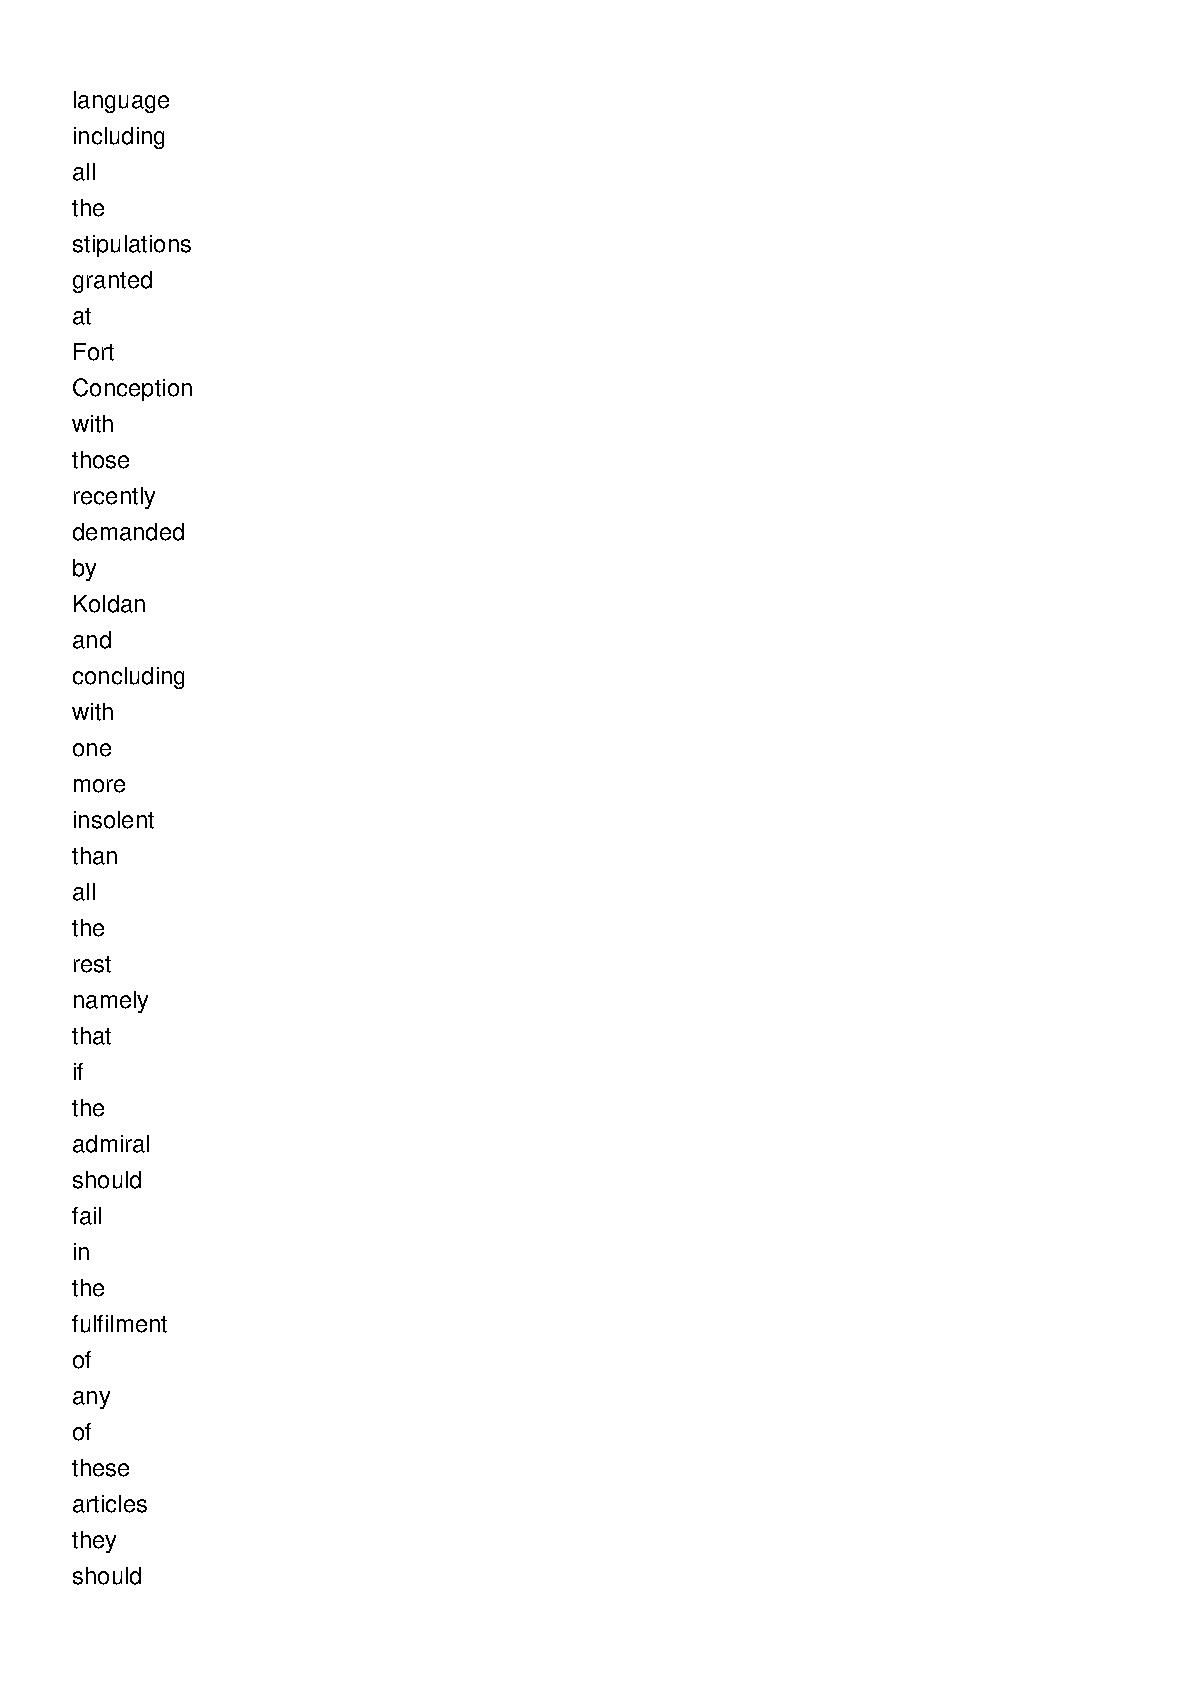 language
including
all
the
stipulations
granted
at
Fort
Conception
with
those
recently
demanded
by
Koldan
and
concluding
with
one
more
insolent
than
all
the
rest
namely
that
if
the
admiral
should
fail
in
the
fulfilment
of
any
of
these
articles
they
should